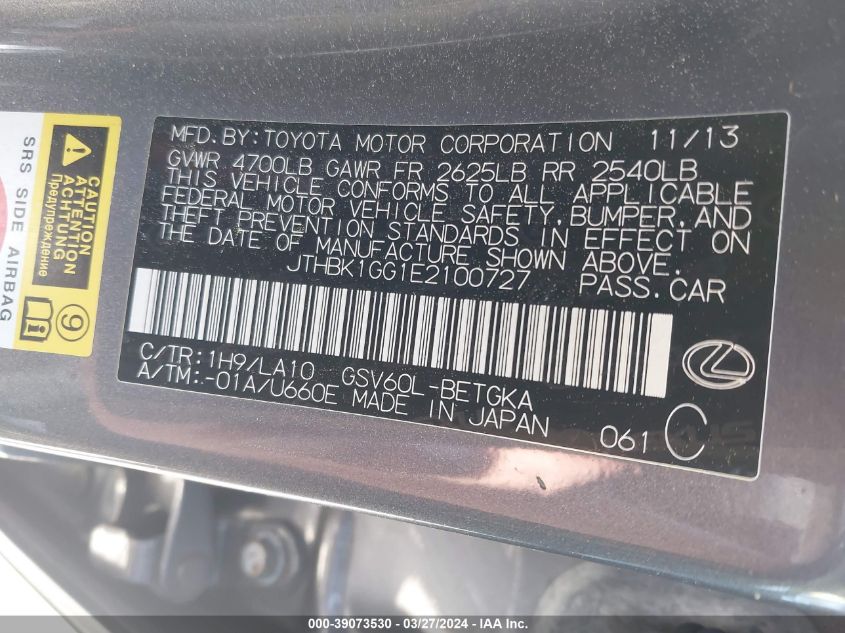 MFD. BY: TOYOTA MOTOR CORPORATION 11/13
GVWR 4700LB GAWR FR 2625LB RR 2540LB
THIS VEHICLE CONFORMS TO ALL APPLICABLE
FEDERAL MOTOR VEHICLE SAFETY, BUMPER, AND
THEFT PREVENTION STANDARDS IN EFFECT ON
THE DATE OF MANUFACTURE SHOWN ABOVE.
JTHBK1GG1E2100727 PASS. CAR
C/TR: 1H9/LA10 GSV60L-BETGKA
A/TM: -01A/U660E MADE IN JAPAN
061 C
SRS SIDE AIRBAG
CAUTION
ATTENTION
ACHTUNG
Предупреждение
9
000-39073530 - 03/27/2024 - IAA Inc.